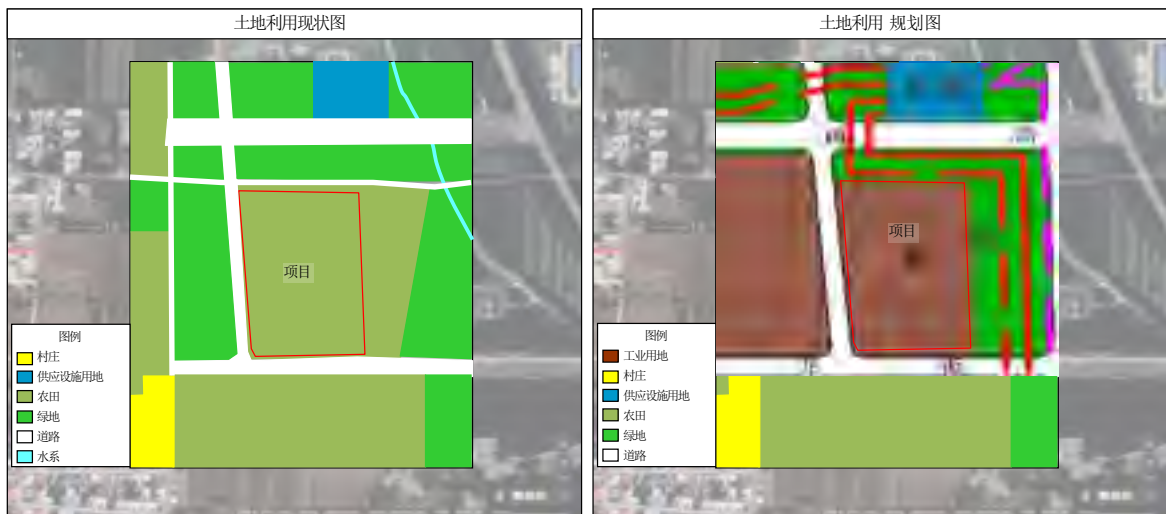 土地利用现状图
项目
图例
村庄
供应设施用地
农田
绿地
道路
水系
土地利用 规划图
项目
图例
工业用地
村庄
供应设施用地
农田
绿地
道路